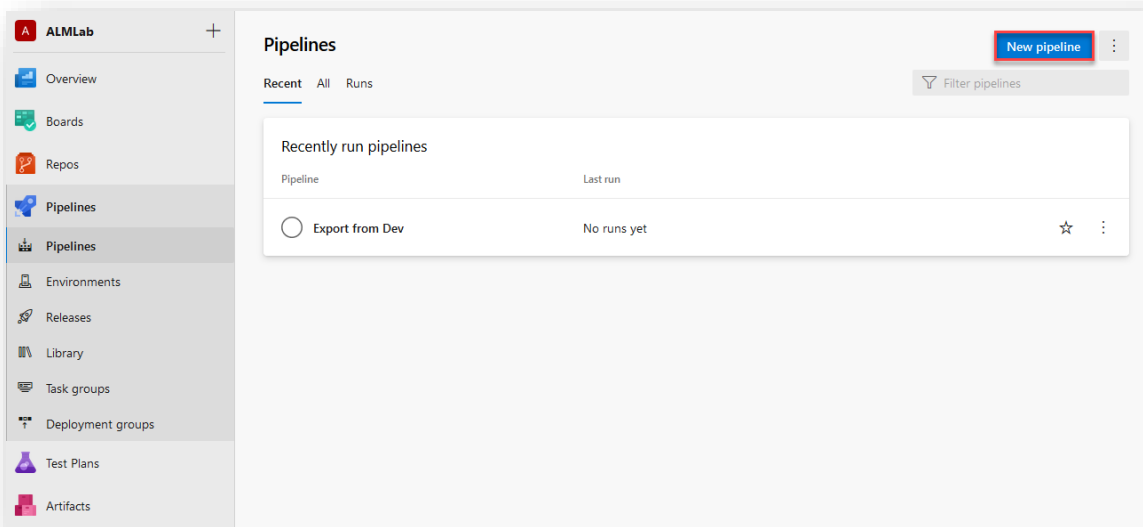 A ALMLab
Overview
Boards
Repos
Pipelines
Pipelines
Environments
Releases
Library
Task groups
Deployment groups
Test Plans
Artifacts
Pipelines
New pipeline
Recent All Runs
Filter pipelines
Recently run pipelines
Pipeline Last run
Export from Dev No runs yet